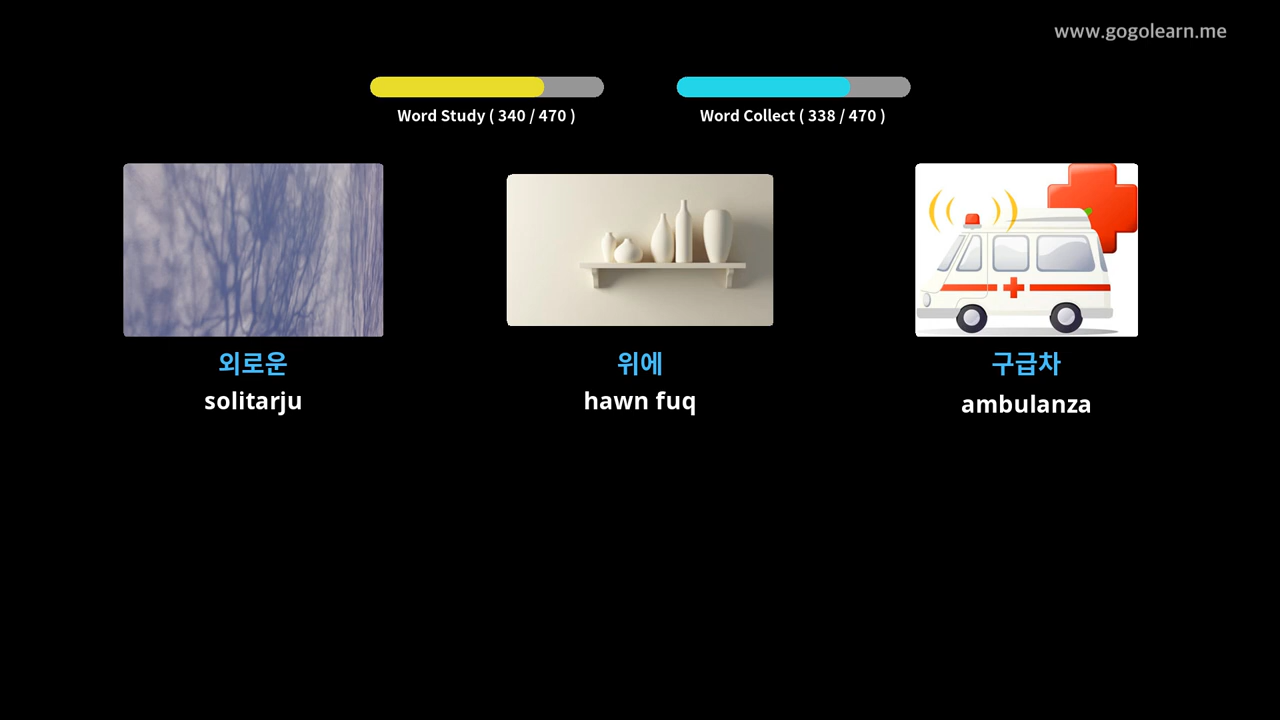 www.gogolearn.me
Word Study ( 340 / 470 )
Word Collect ( 338 / 470 )
외로운
solitarju
위에
hawn fuq
구급차
ambulanza